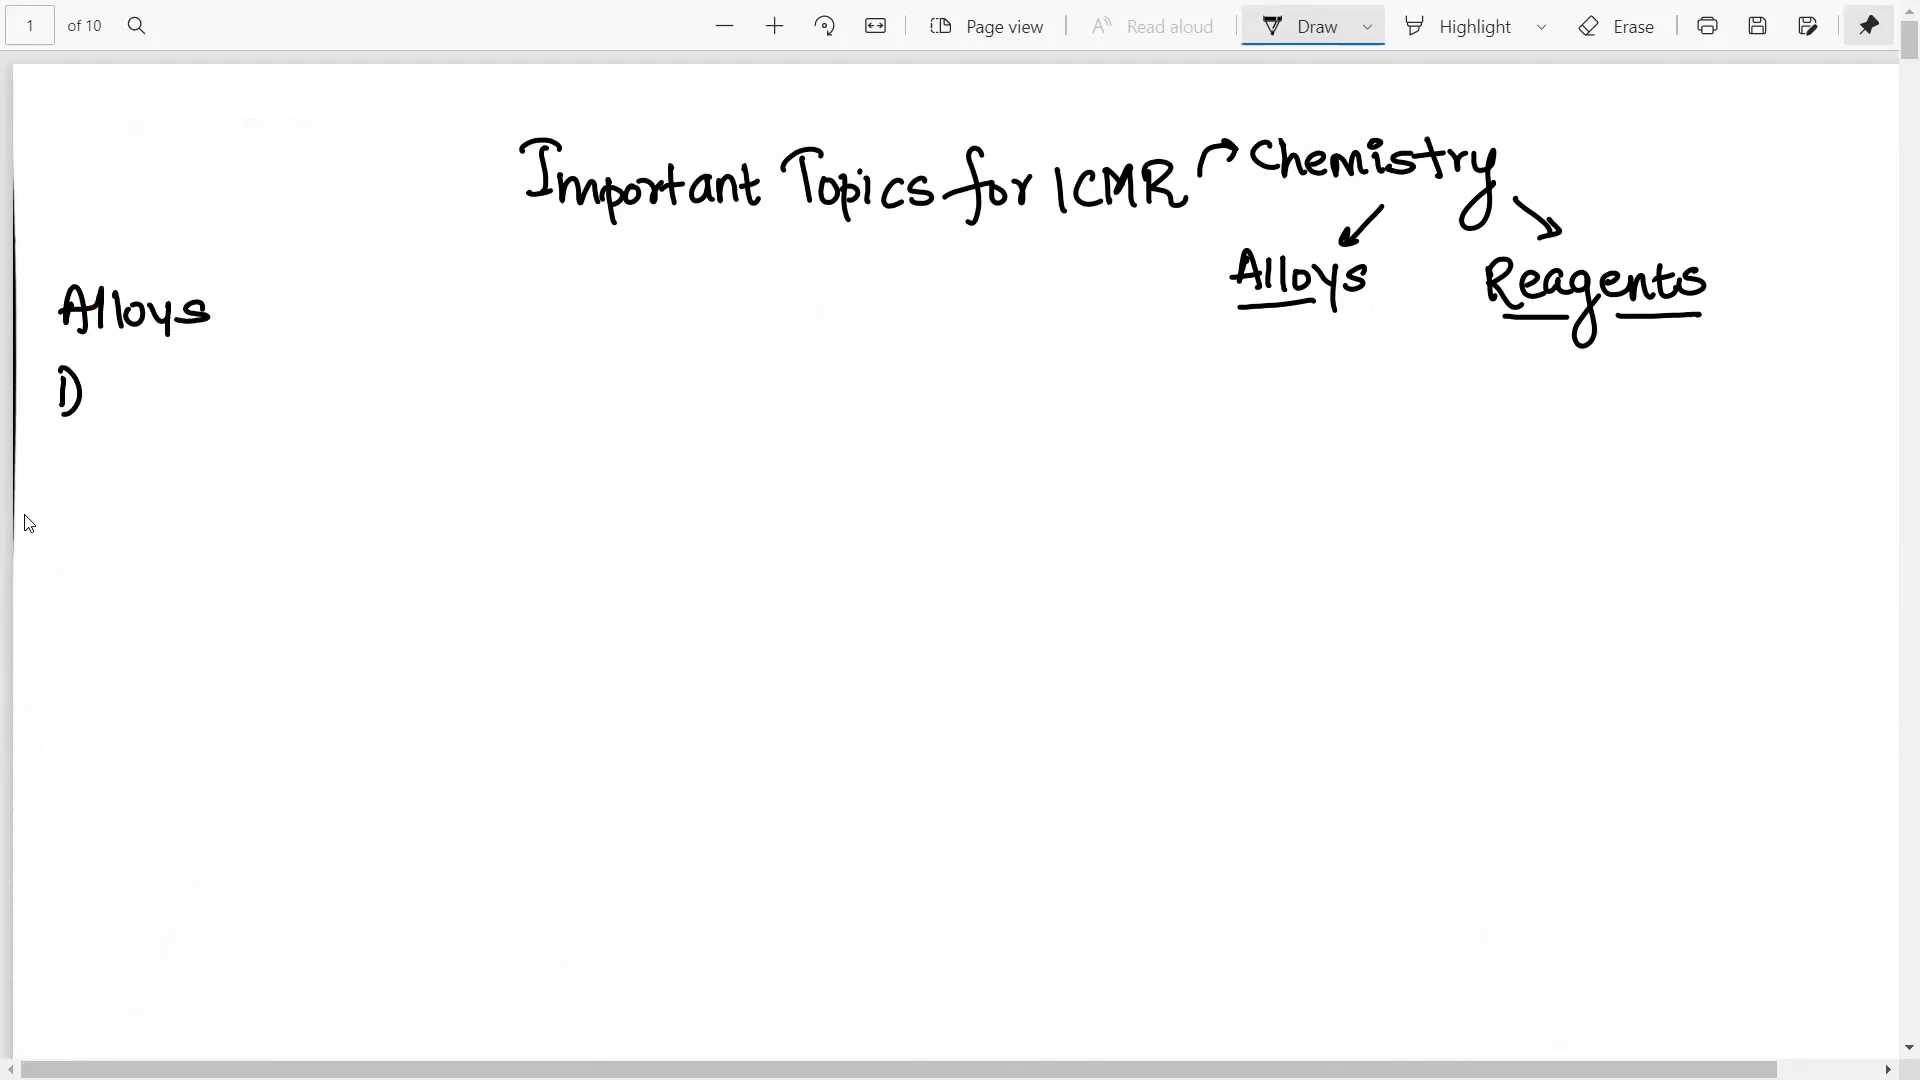 1 of 10 Page view Read aloud Draw Highlight Erase
Important Topics for ICMR Chemistry
Alloys Reagents
Alloys
1)